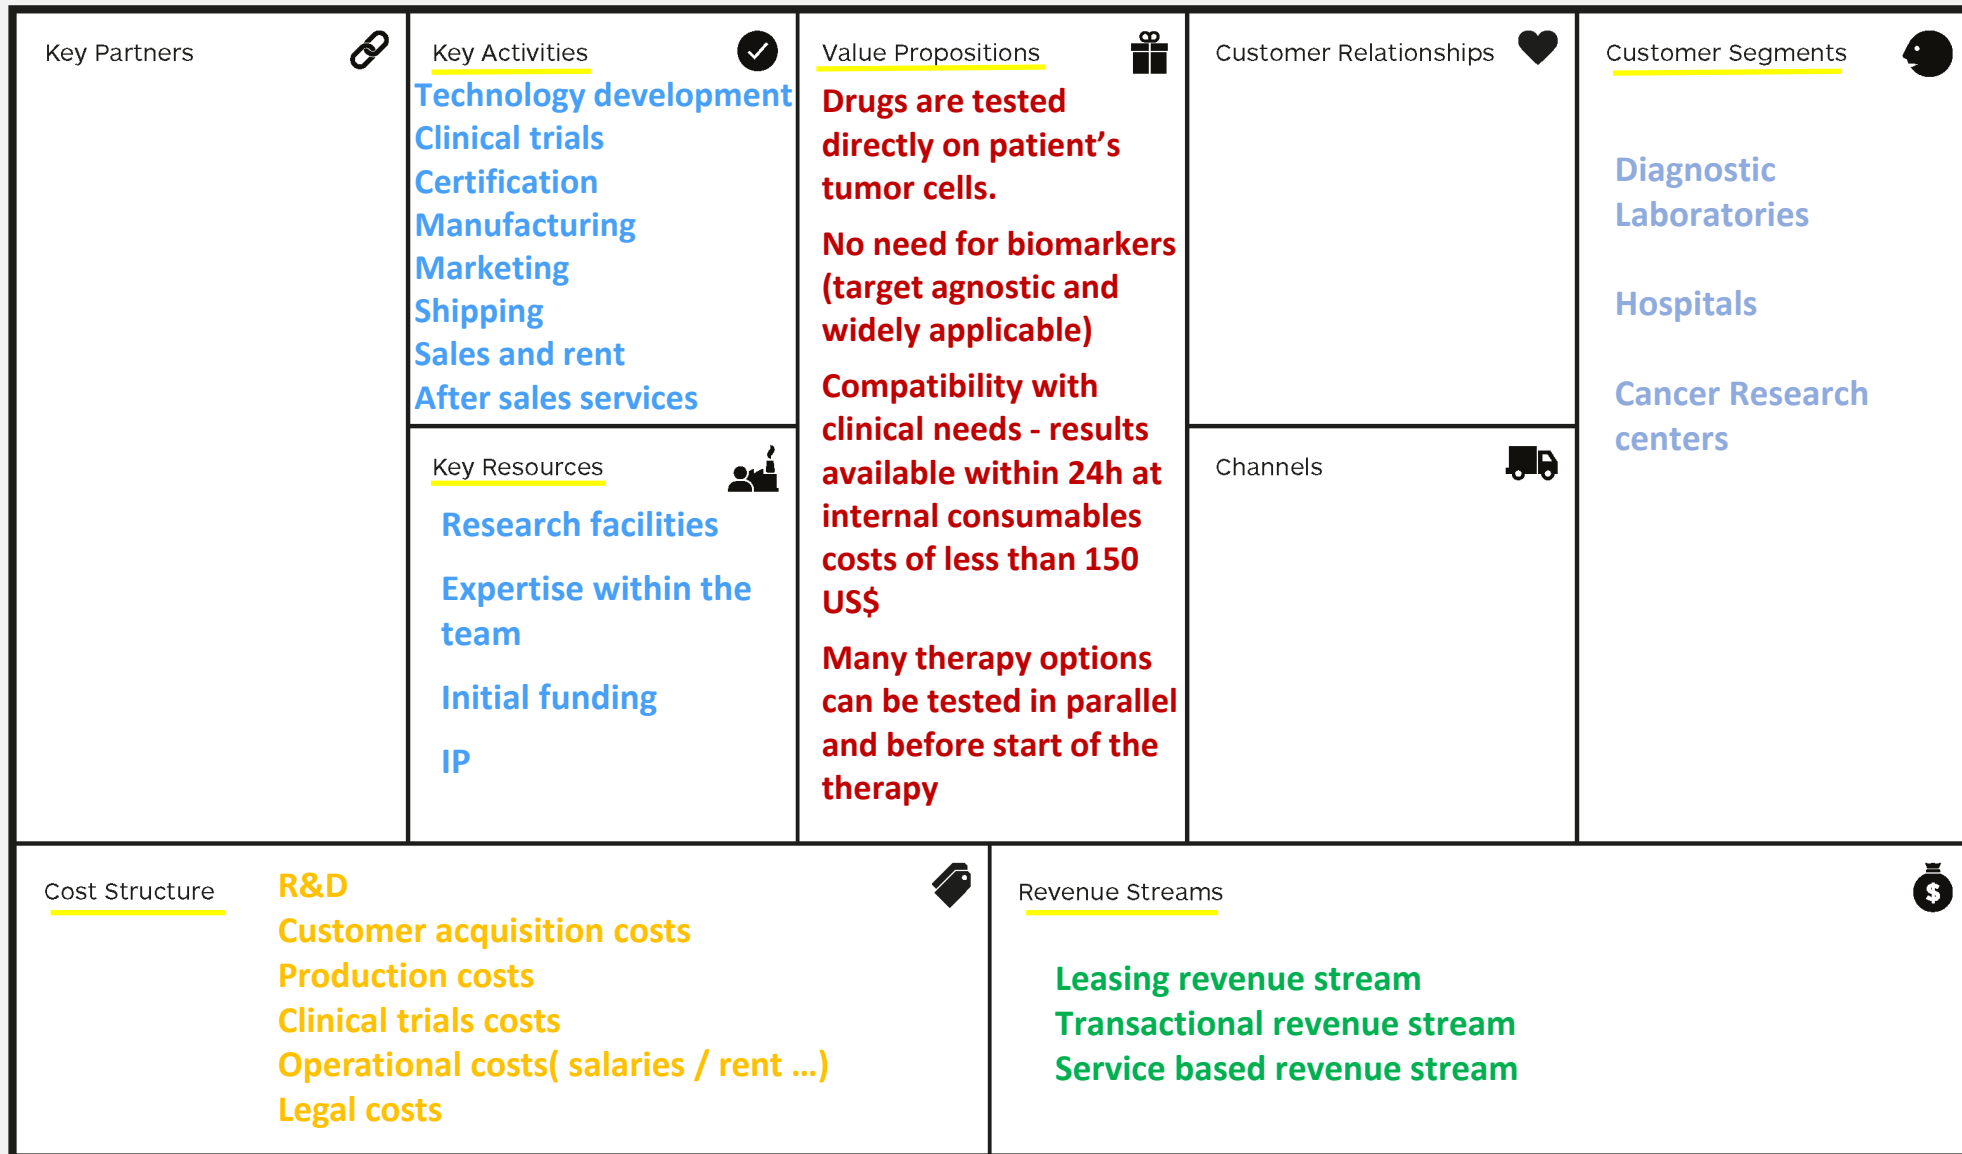 Key Partners
Key Activities
Technology development
Clinical trials
Certification
Manufacturing
Marketing
Shipping
Sales and rent
After sales services
Key Resources
Research facilities
Expertise within the
team
Initial funding
IP
Value Propositions
Drugs are tested
directly on patient’s
tumor cells.
No need for biomarkers
(target agnostic and
widely applicable)
Compatibility with
clinical needs - results
available within 24h at
internal consumables
costs of less than 150
US$
Many therapy options
can be tested in parallel
and before start of the
therapy
Customer Relationships
Channels
Customer Segments
Diagnostic
Laboratories
Hospitals
Cancer Research
centers
Cost Structure
R&D
Customer acquisition costs
Production costs
Clinical trials costs
Operational costs( salaries / rent ...)
Legal costs
Revenue Streams
$
Leasing revenue stream
Transactional revenue stream
Service based revenue stream